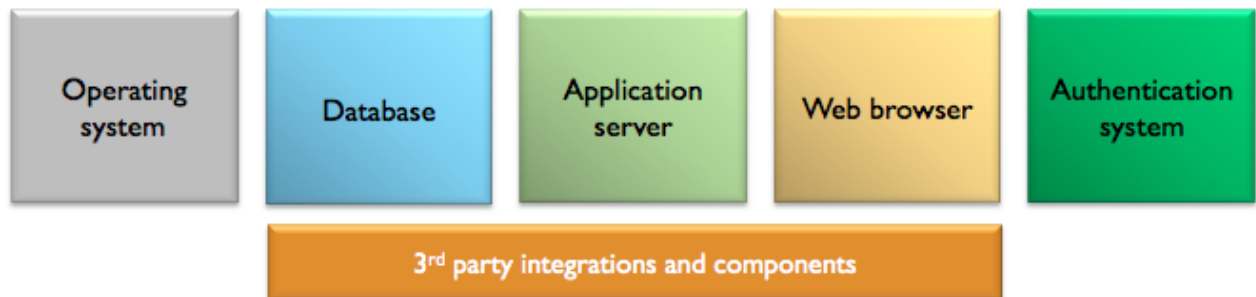 Operating
system
Database
Application
server
Web browser
Authentication
system
3rd party integrations and components